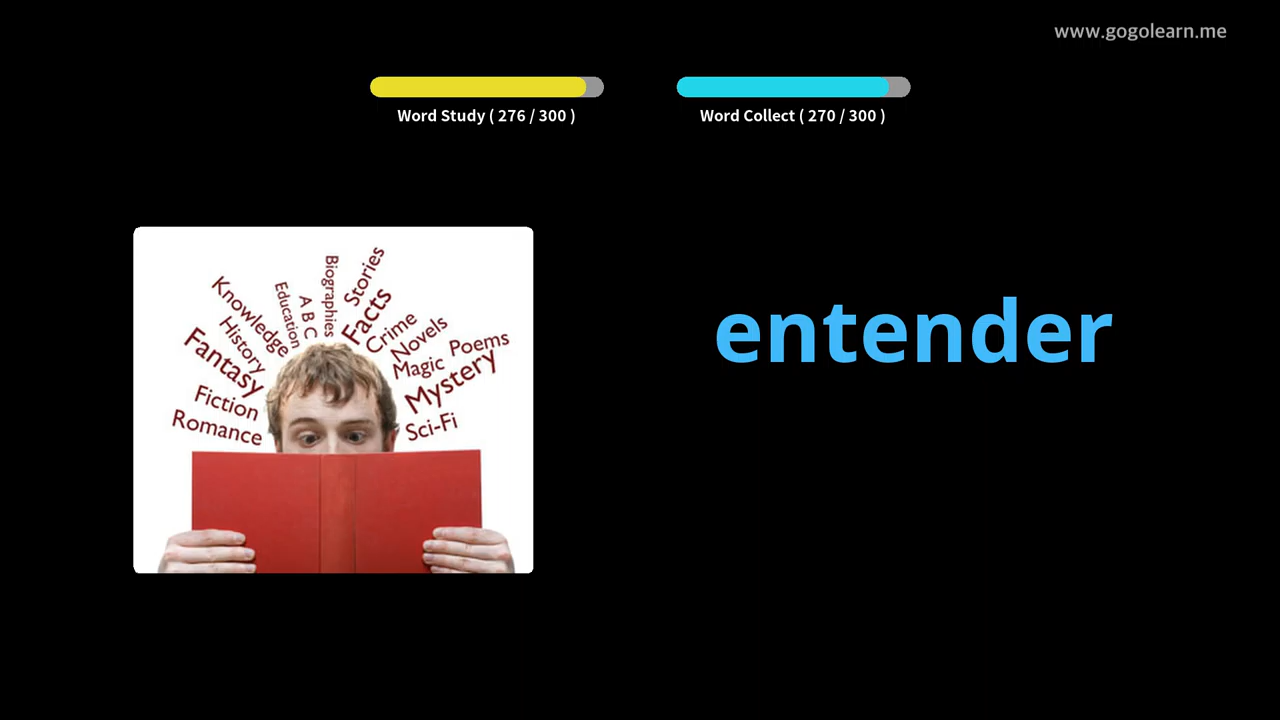 www.gogolearn.me
Word Study ( 276 / 300 )
Word Collect ( 270 / 300 )
Biographies
Stories
Education
A B C
Facts
Knowledge
Crime
History
Novels
Poems
Fantasy
Magic
Mystery
Fiction
Romance
Sci-Fi
entender